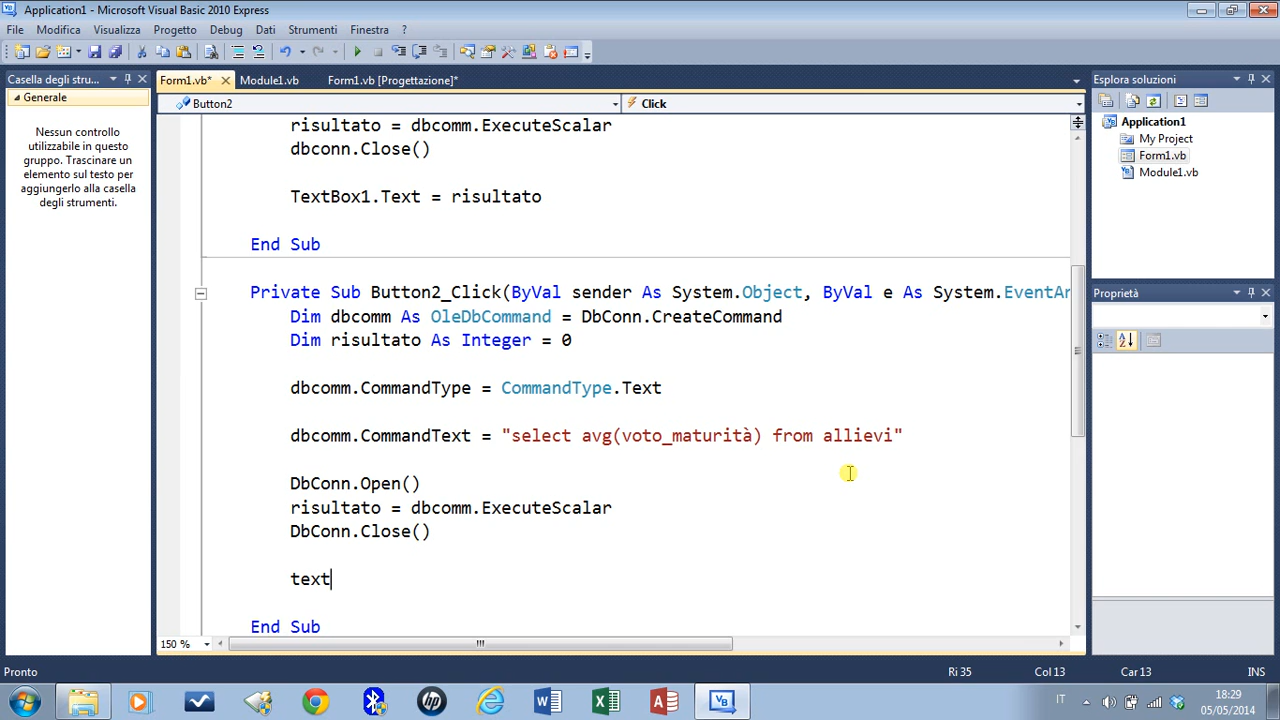 Application1 - Microsoft Visual Basic 2010 Express
File Modifica Visualizza Progetto Debug Dati Strumenti Finestra ?
Casella degli stru...
Generale
Nessun controllo
utilizzabile in questo
gruppo. Trascinare un
elemento sul testo per
aggiungerlo alla casella
degli strumenti.
Form1.vb* Module1.vb Form1.vb [Progettazione]*
Button2 Click
risultato = dbcomm.ExecuteScalar
dbconn.Close()
TextBox1.Text = risultato
End Sub
Private Sub Button2_Click(ByVal sender As System.Object, ByVal e As System.EventAr
Dim dbcomm As OleDbCommand = DbConn.CreateCommand
Dim risultato As Integer = 0
dbcomm.CommandType = CommandType.Text
dbcomm.CommandText = "select avg(voto_maturità) from allievi"
DbConn.Open()
risultato = dbcomm.ExecuteScalar
DbConn.Close()
text
End Sub
150 %
Esplora soluzioni
Application1
My Project
Form1.vb
Module1.vb
Proprietà
Pronto Ri 35 Col 13 Car 13 INS
IT 18:29
05/05/2014